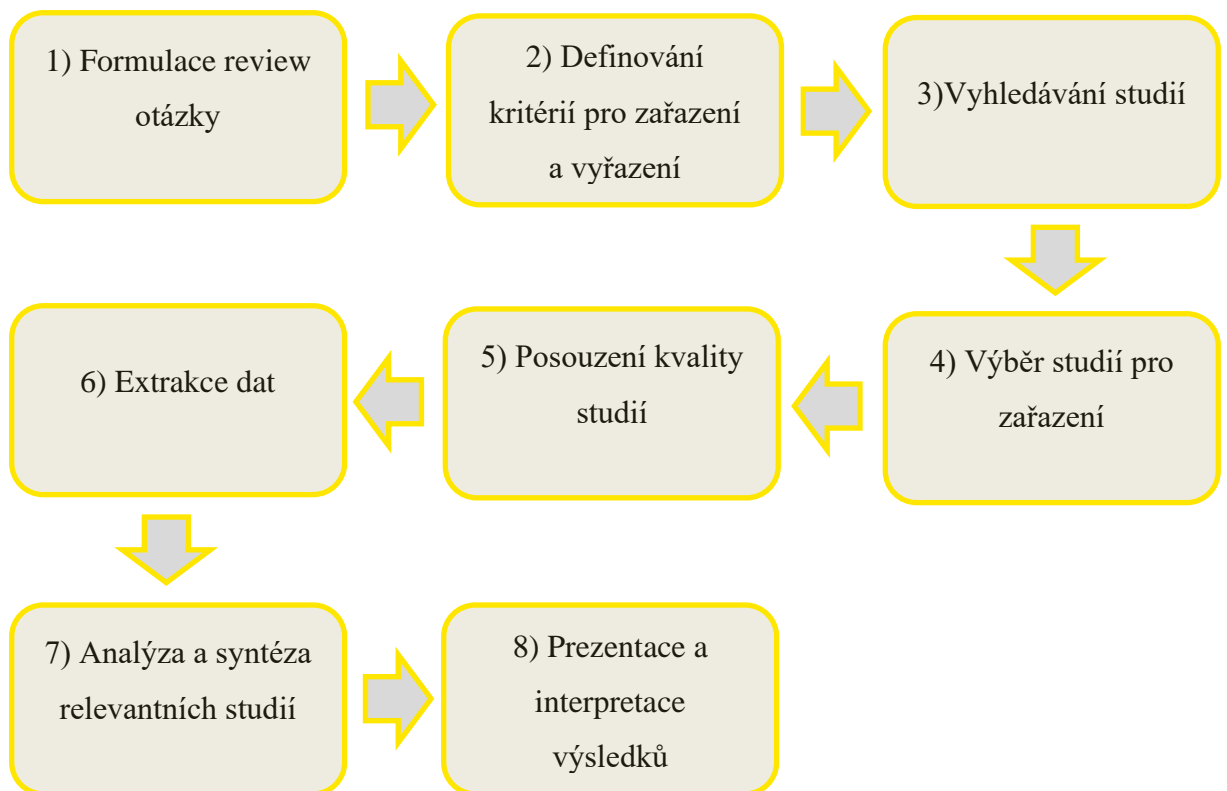 1) Formulace review
otázky
2) Definování
kritérií pro zařazení
a vyřazení
3)Vyhledávání studií
4) Výběr studií pro
zařazení
5) Posouzení kvality
studií
6) Extrakce dat
7) Analýza a syntéza
relevantních studií
8) Prezentace a
interpretace
výsledků